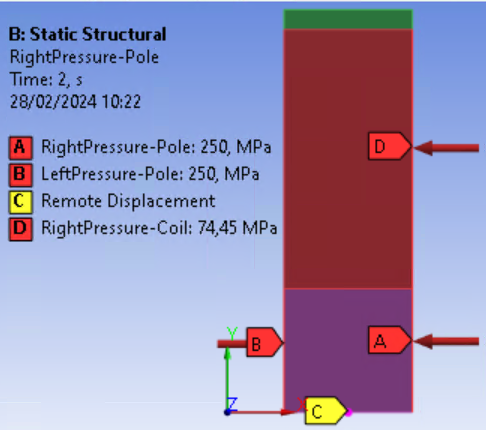 B: Static Structural
RightPressure-Pole
Time: 2, s
28/02/2024 10:22
A RightPressure-Pole: 250, MPa
B LeftPressure-Pole: 250, MPa
C Remote Displacement
D RightPressure-Coil: 74,45 MPa
D
Y
B
A
Z
C